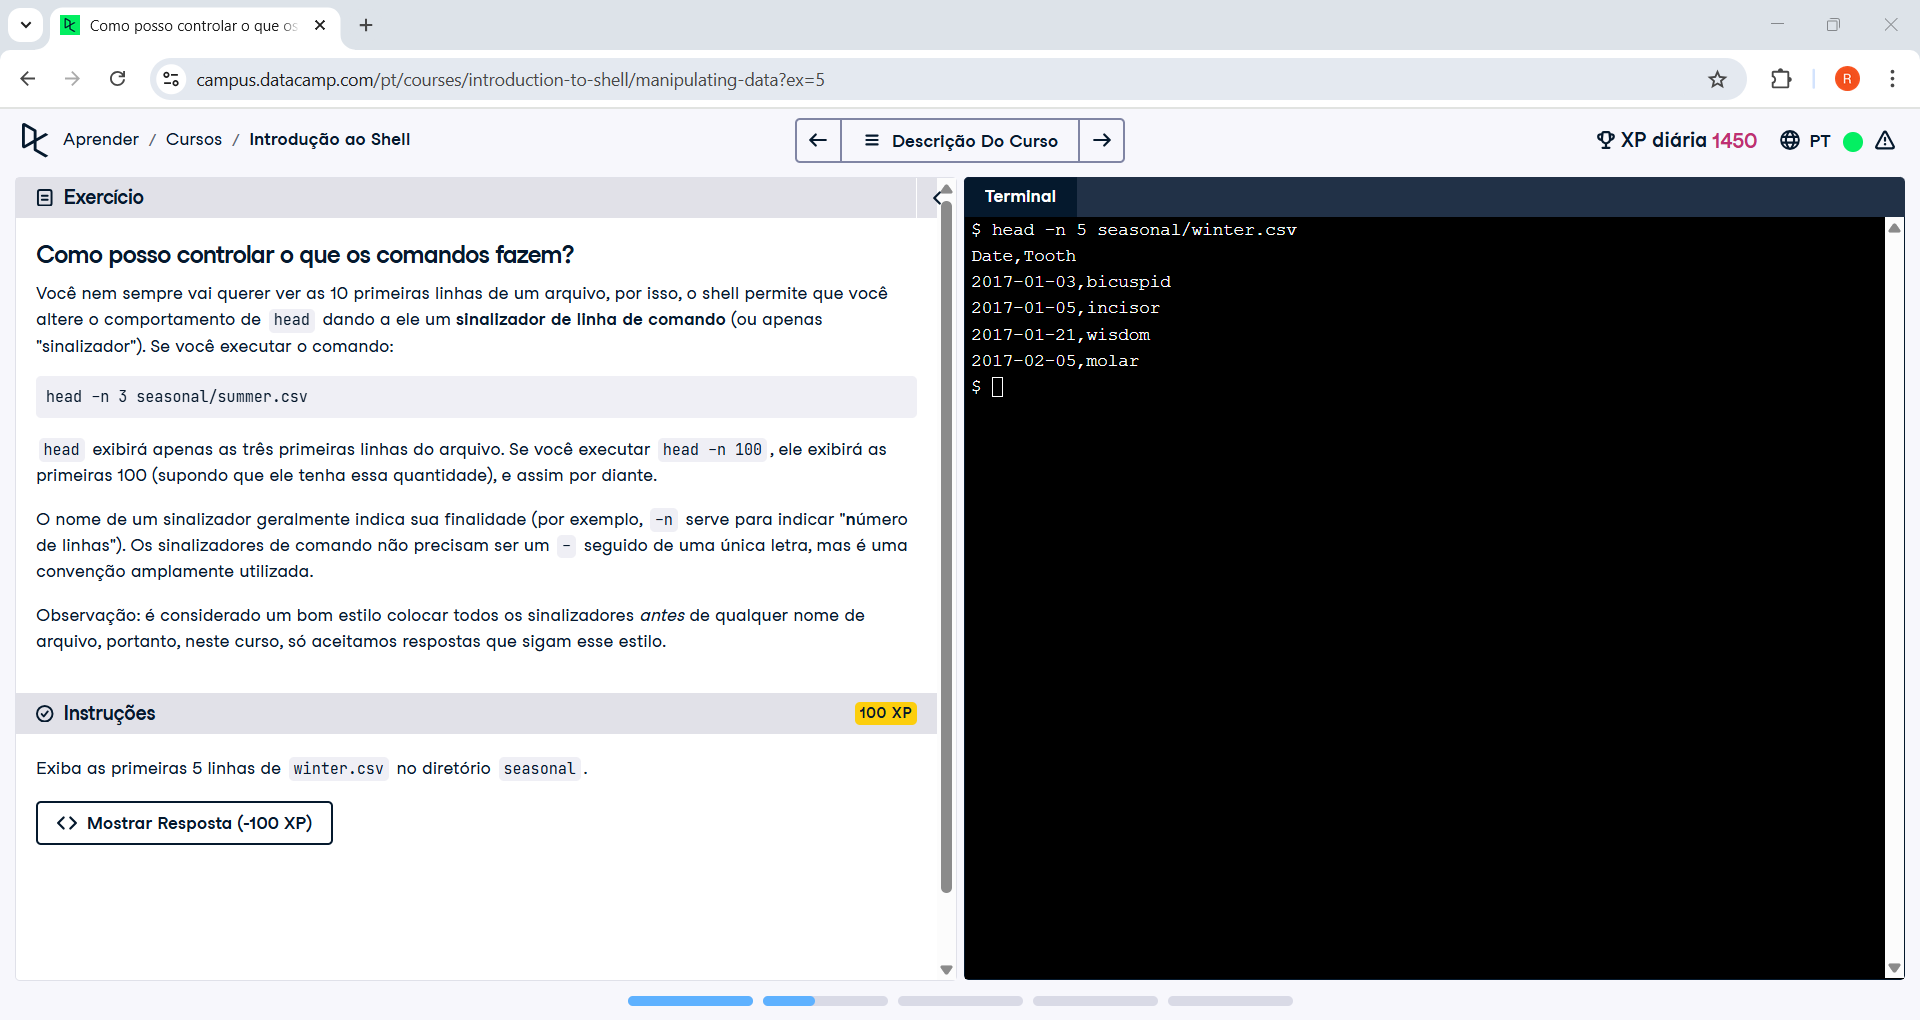 Como posso controlar o que os
campus.datacamp.com/pt/courses/introduction-to-shell/manipulating-data?ex=5
R
Aprender / Cursos / Introdução ao Shell
Descrição Do Curso
XP diária 1450
PT
Exercício
Como posso controlar o que os comandos fazem?
Você nem sempre vai querer ver as 10 primeiras linhas de um arquivo, por isso, o shell permite que você
altere o comportamento de head dando a ele um sinalizador de linha de comando (ou apenas
"sinalizador"). Se você executar o comando:
head -n 3 seasonal/summer.csv
head exibirá apenas as três primeiras linhas do arquivo. Se você executar head -n 100, ele exibirá as
primeiras 100 (supondo que ele tenha essa quantidade), e assim por diante.
O nome de um sinalizador geralmente indica sua finalidade (por exemplo, -n serve para indicar "número
de linhas"). Os sinalizadores de comando não precisam ser um - seguido de uma única letra, mas é uma
convenção amplamente utilizada.
Observação: é considerado um bom estilo colocar todos os sinalizadores antes de qualquer nome de
arquivo, portanto, neste curso, só aceitamos respostas que sigam esse estilo.
Instruções
100 XP
Exiba as primeiras 5 linhas de winter.csv no diretório seasonal.
<> Mostrar Resposta (-100 XP)
Terminal
$ head -n 5 seasonal/winter.csv
Date,Tooth
2017-01-03,bicuspid
2017-01-05,incisor
2017-01-21,wisdom
2017-02-05,molar
$